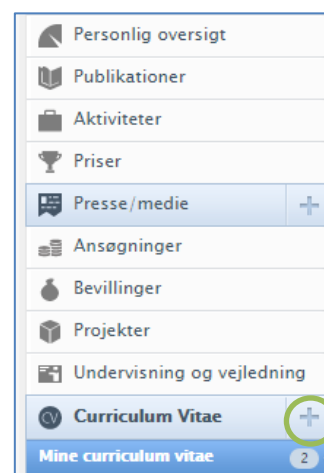 Personlig oversigt
Publikationer
Aktiviteter
Priser
Presse/medie
Ansøgninger
Bevillinger
Projekter
Undervisning og vejledning
CV Curriculum Vitae
Mine curriculum vitae 2